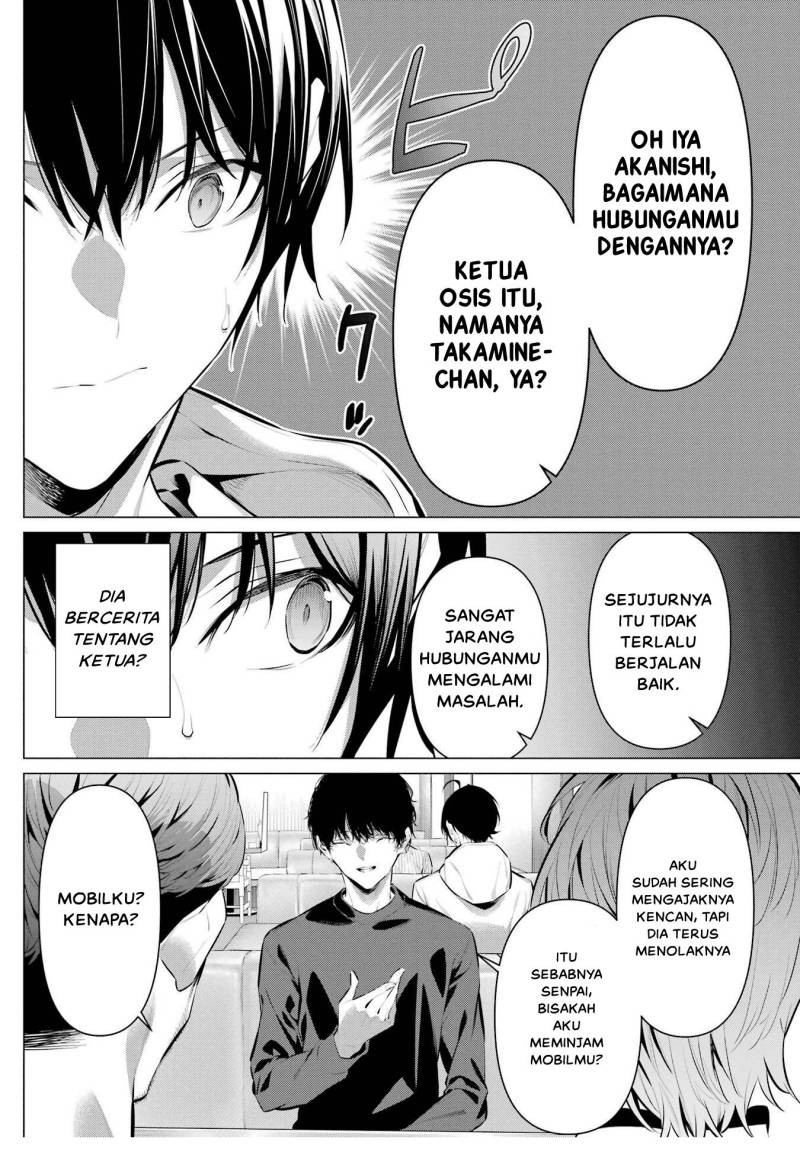 OH IYA
AKANISHI,
BAGAIMANA
HUBUNGANMU
DENGANNYA?
KETUA
OSIS ITU,
NAMANYA
TAKAMINE-
CHAN, YA?
ピクッ
SEJUJURNYA
ITU TIDAK
TERLALU
BERJALAN
BAIK.
SANGAT
JARANG
HUBUNGANMU
MENGALAMI
MASALAH.
DIA
BERCERITA
TENTANG
KETUA?
AKU
SUDAH SERING
MENGAJAKNYA
KENCAN, TAPI
DIA TERUS
MENOLAKNYA
ITU
SEBABNYA
SENPAI,
BISAKAH
AKU
MEMINJAM
MOBILMU?
MOBILKU?
KENAPA?